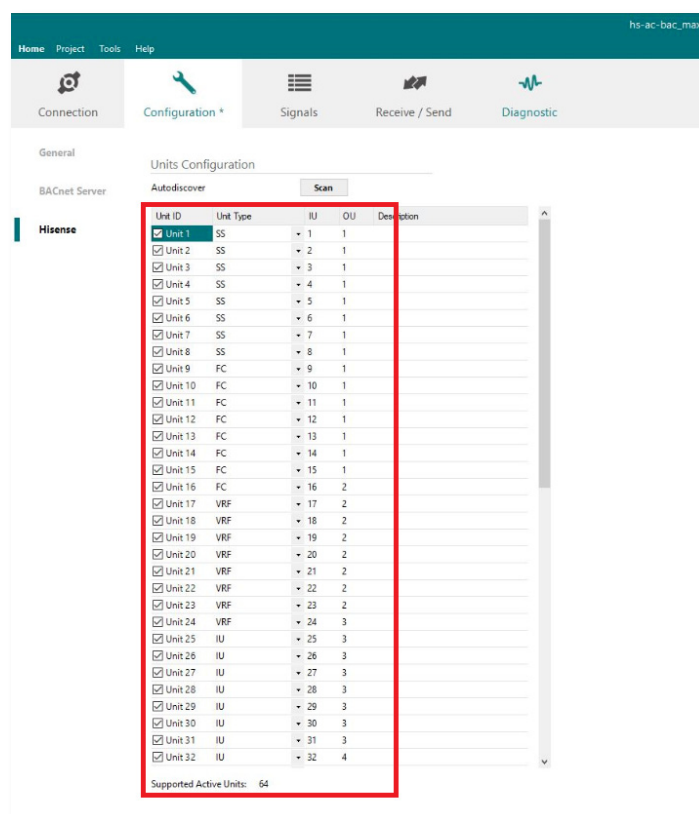 hs-ac-bac_max
Home Project Tools Help
Connection Configuration * Signals Receive / Send Diagnostic
General
BACnet Server
Hisense
Units Configuration
Autodiscover Scan
Unit ID Unit Type IU OU Description
Unit 1 SS 1 1
Unit 2 SS 2 1
Unit 3 SS 3 1
Unit 4 SS 4 1
Unit 5 SS 5 1
Unit 6 SS 6 1
Unit 7 SS 7 1
Unit 8 SS 8 1
Unit 9 FC 9 1
Unit 10 FC 10 1
Unit 11 FC 11 1
Unit 12 FC 12 1
Unit 13 FC 13 1
Unit 14 FC 14 1
Unit 15 FC 15 1
Unit 16 FC 16 2
Unit 17 VRF 17 2
Unit 18 VRF 18 2
Unit 19 VRF 19 2
Unit 20 VRF 20 2
Unit 21 VRF 21 2
Unit 22 VRF 22 2
Unit 23 VRF 23 2
Unit 24 VRF 24 3
Unit 25 IU 25 3
Unit 26 IU 26 3
Unit 27 IU 27 3
Unit 28 IU 28 3
Unit 29 IU 29 3
Unit 30 IU 30 3
Unit 31 IU 31 3
Unit 32 IU 32 4
Supported Active Units: 64